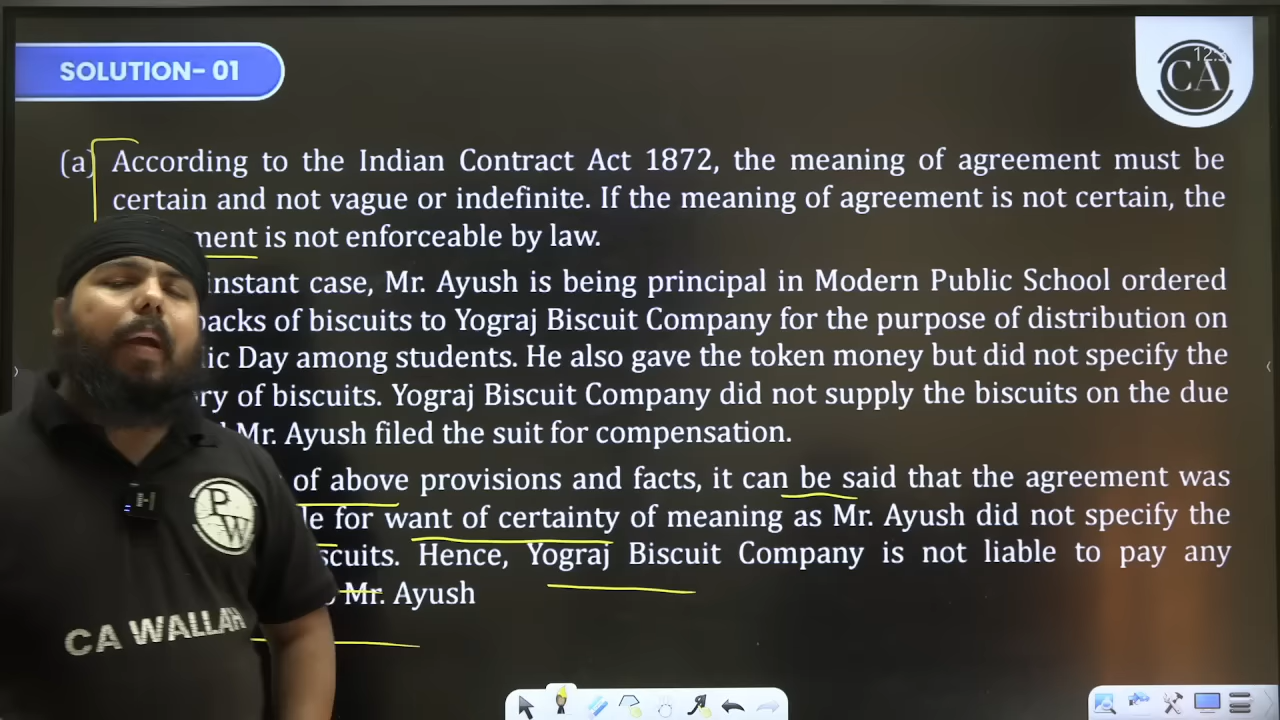 SOLUTION- 01
CA
(a) According to the Indian Contract Act 1872, the meaning of agreement must be
certain and not vague or indefinite. If the meaning of agreement is not certain, the
is not enforceable by law.
instant case, Mr. Ayush is being principal in Modern Public School ordered
of biscuits to Yograj Biscuit Company for the purpose of distribution on
Day among students. He also gave the token money but did not specify the
of biscuits. Yograj Biscuit Company did not supply the biscuits on the due
Mr. Ayush filed the suit for compensation.
of above provisions and facts, it can be said that the agreement was
for want of certainty of meaning as Mr. Ayush did not specify the
Hence, Yograj Biscuit Company is not liable to pay any
Mr. Ayush
PW
CA WALLAH